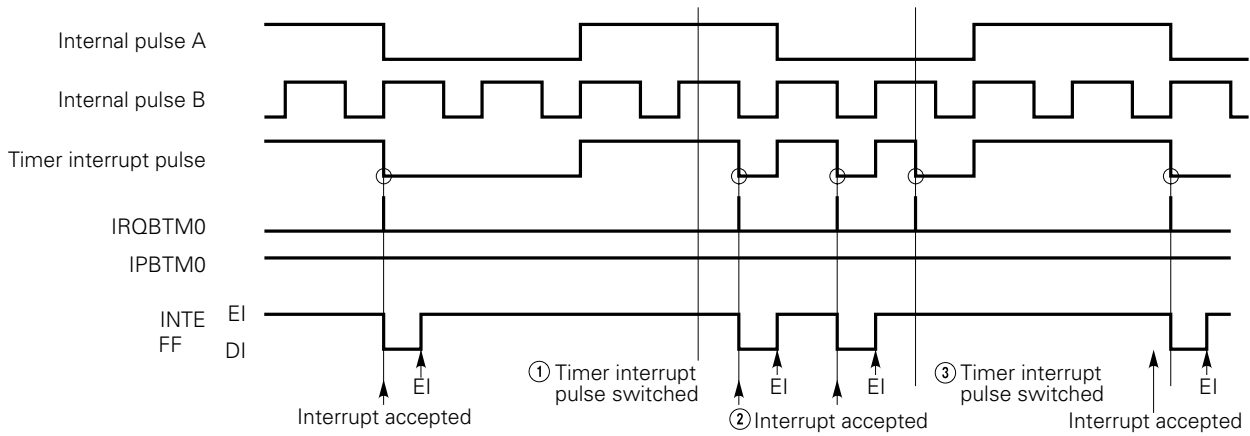 Internal pulse A
Internal pulse B
Timer interrupt pulse
IRQBTM0
IPBTM0
INTE EI
FF DI
EI
Interrupt accepted
① Timer interrupt
pulse switched
EI
EI
② Interrupt accepted
③ Timer interrupt
pulse switched
EI
Interrupt accepted